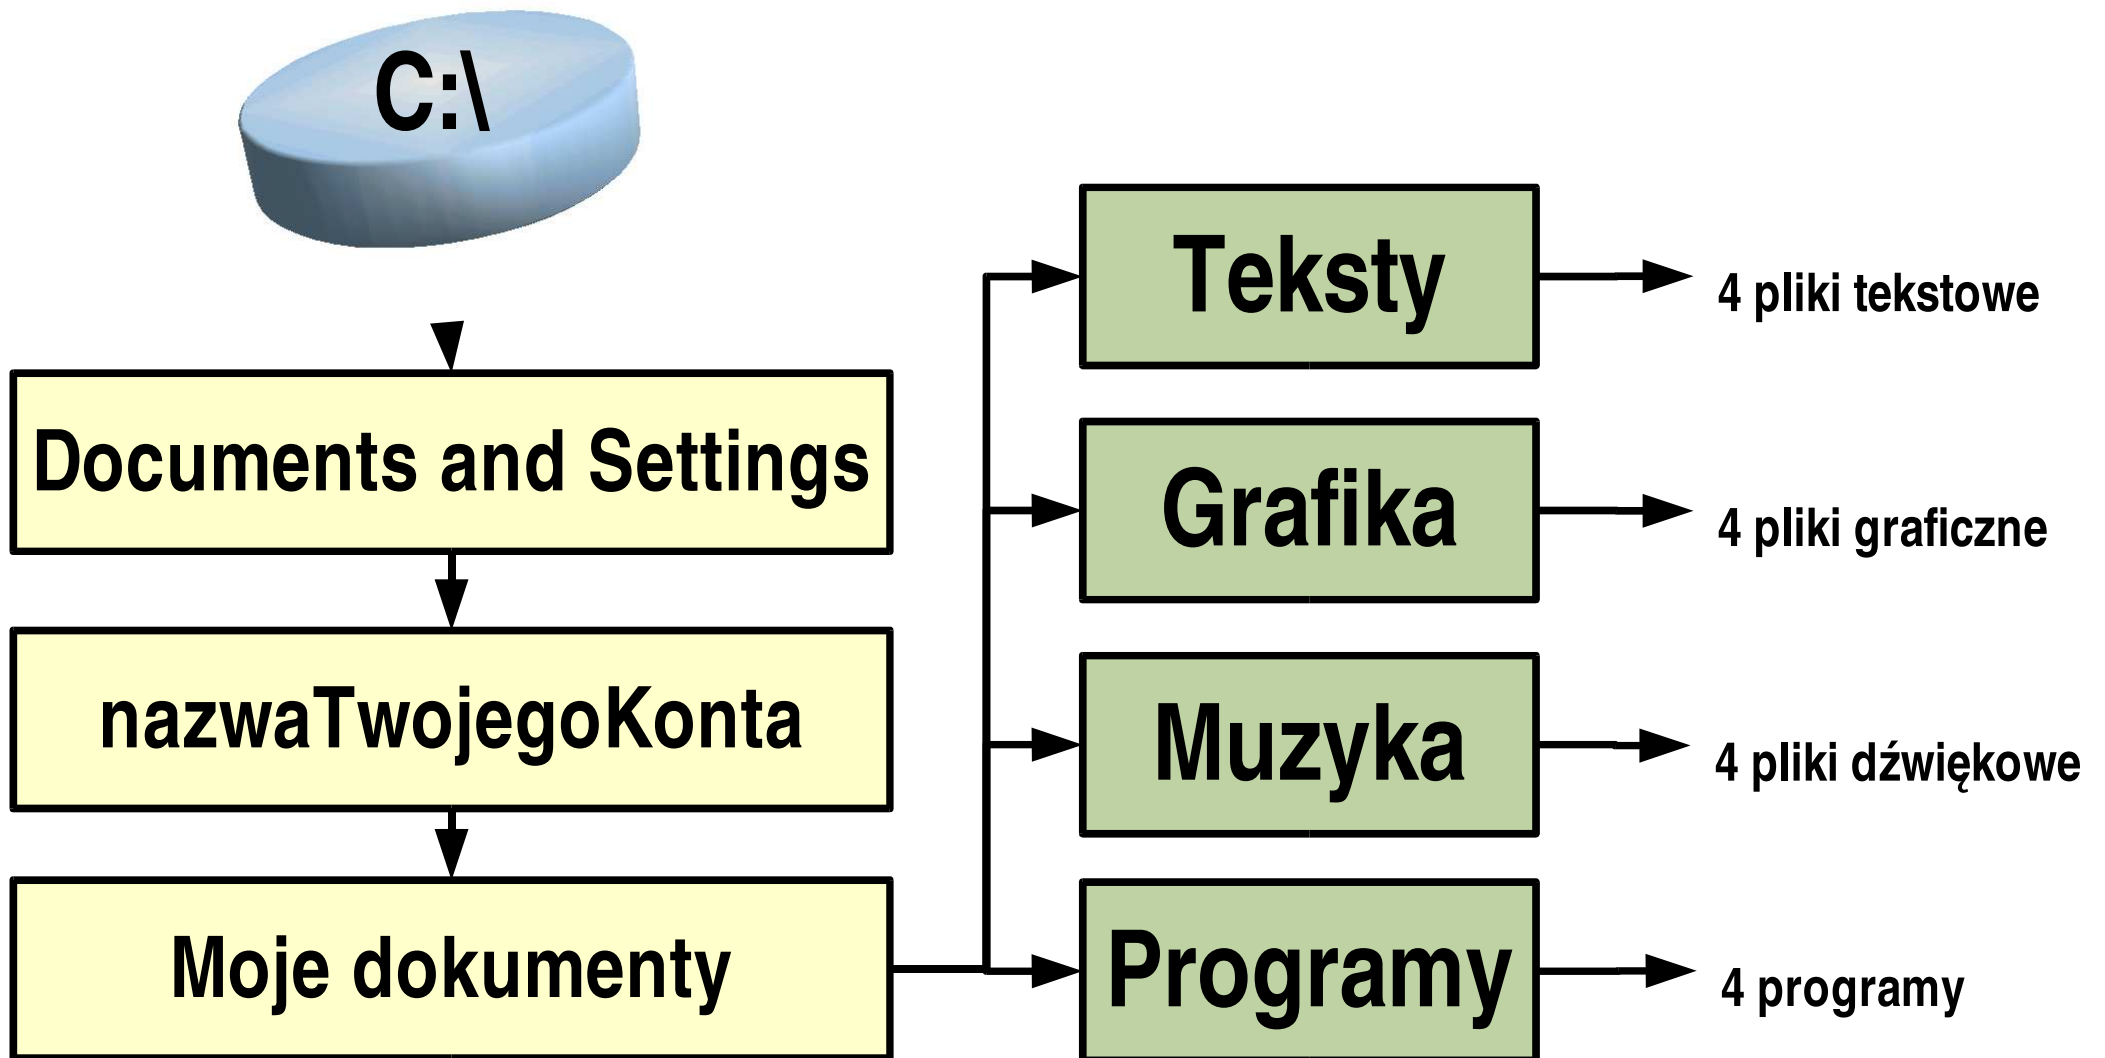 C:\
Documents and Settings
nazwaTwojegoKonta
Moje dokumenty
Teksty
4 pliki tekstowe
Grafika
4 pliki graficzne
Muzyka
4 pliki dźwiękowe
Programy
4 programy